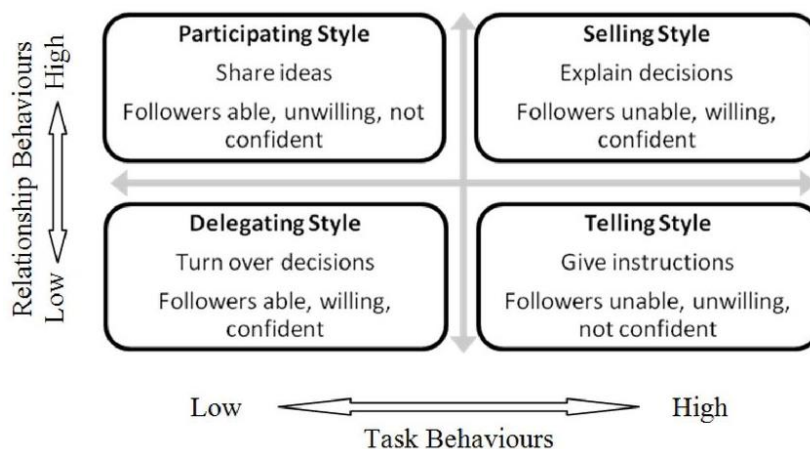 Participating Style
Share ideas
Followers able, unwilling, not
confident
Selling Style
Explain decisions
Followers unable, willing,
confident
Delegating Style
Turn over decisions
Followers able, willing,
confident
Telling Style
Give instructions
Followers unable, unwilling,
not confident
Relationship Behaviours
High
Low
Low
High
Task Behaviours